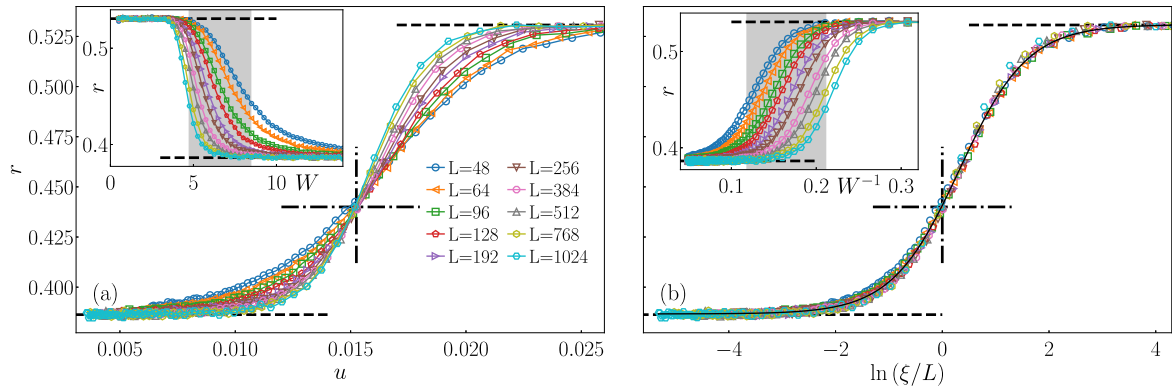 r
0.525
0.500
0.475
0.450
0.425
0.400
0.005
0.010
0.015
0.020
0.025
u
(a)
r
0.5
0.4
0
5
W
10
L=48
L=64
L=96
L=128
L=192
L=256
L=384
L=512
L=768
L=1024
r
0.5
0.4
0.1
0.2
W⁻¹
0.3
(b)
−4
−2
0
2
4
ln (ξ/L)